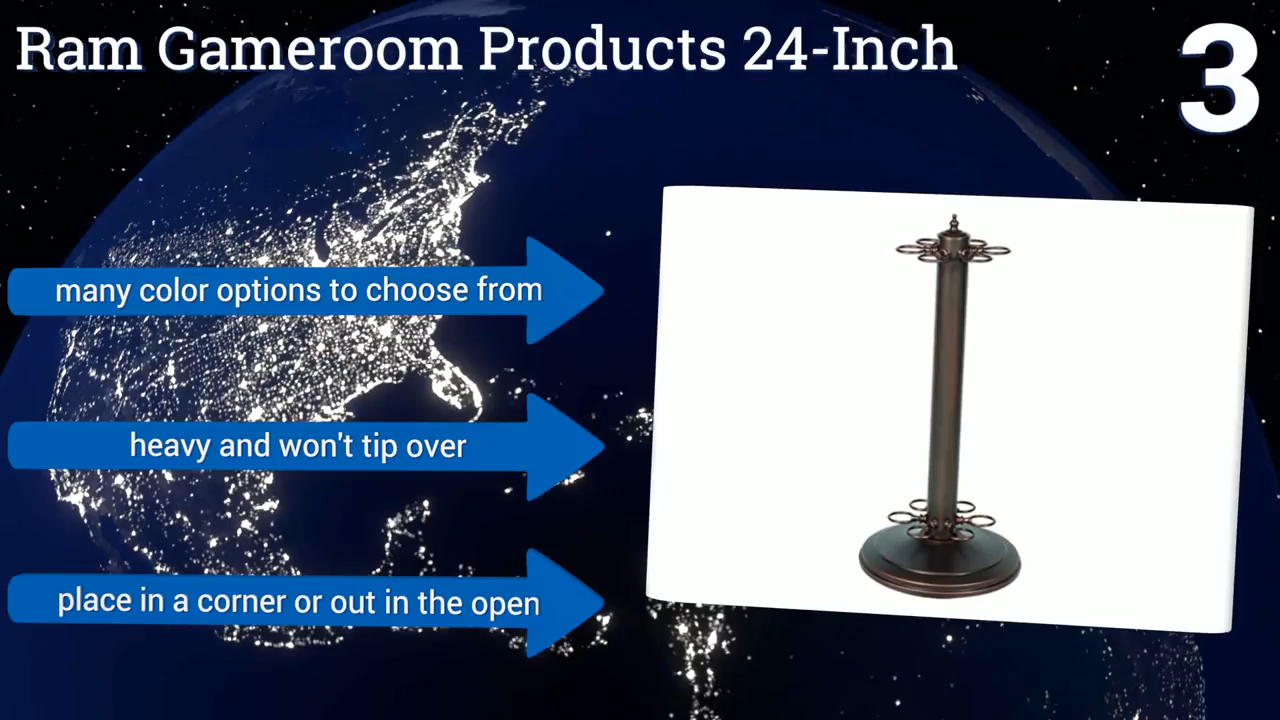 Ram Gameroom Products 24-Inch
3
many color options to choose from
heavy and won't tip over
place in a corner or out in the open